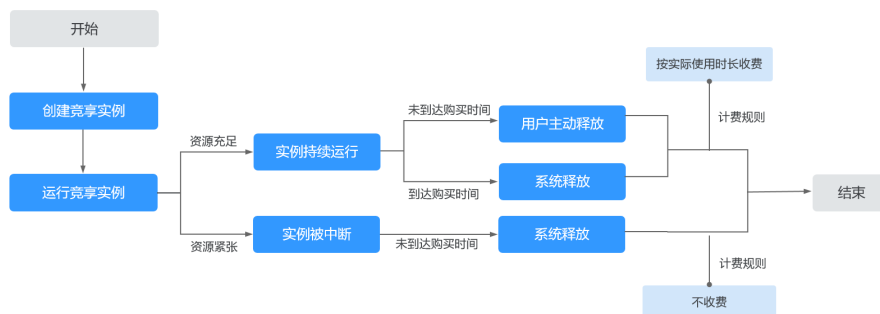 开始
创建竞享实例
运行竞享实例
资源充足
资源紧张
实例持续运行
实例被中断
未到达购买时间
到达购买时间
未到达购买时间
用户主动释放
系统释放
系统释放
按实际使用时长收费
计费规则
计费规则
不收费
结束